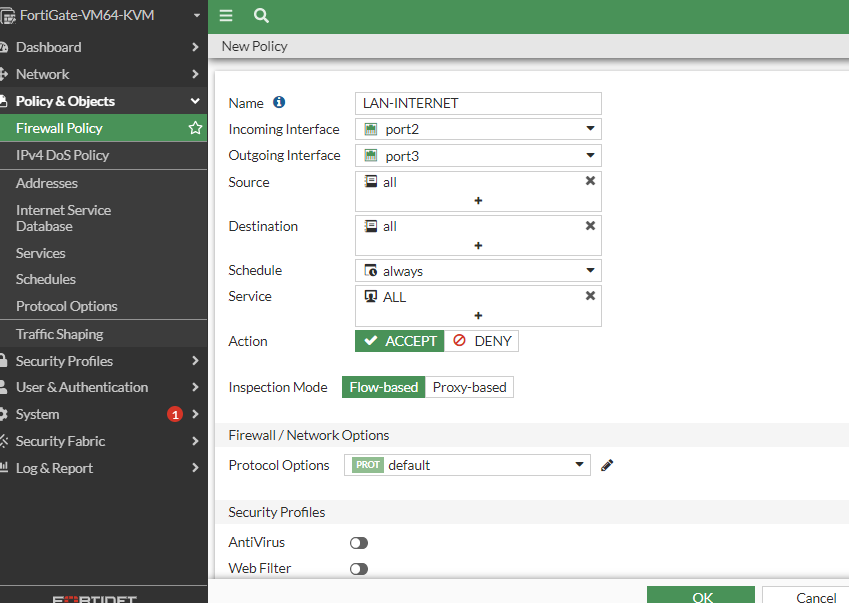 FortiGate-VM64-KVM
Dashboard
Network
Policy & Objects
Firewall Policy
IPv4 DoS Policy
Addresses
Internet Service
Database
Services
Schedules
Protocol Options
Traffic Shaping
Security Profiles
User & Authentication
System 1
Security Fabric
Log & Report
FORTINET
New Policy
Name LAN-INTERNET
Incoming Interface port2
Outgoing Interface port3
Source all
+
Destination all
+
Schedule always
Service ALL
+
Action ACCEPT DENY
Inspection Mode Flow-based Proxy-based
Firewall / Network Options
Protocol Options PROT default
Security Profiles
AntiVirus
Web Filter
OK Cancel